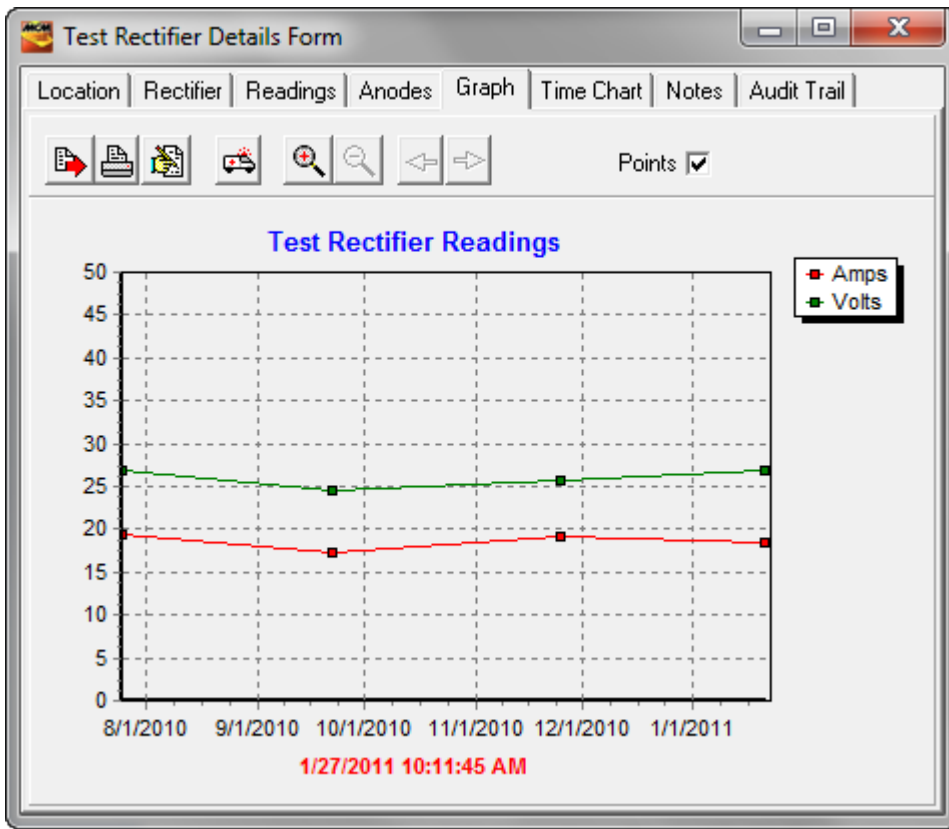 MCM
Test Rectifier Details Form
Location Rectifier Readings Anodes Graph Time Chart Notes Audit Trail
Points
Test Rectifier Readings
Amps
Volts
50
45
40
35
30
25
20
15
10
5
0
8/1/2010 9/1/2010 10/1/2010 11/1/2010 12/1/2010 1/1/2011
1/27/2011 10:11:45 AM